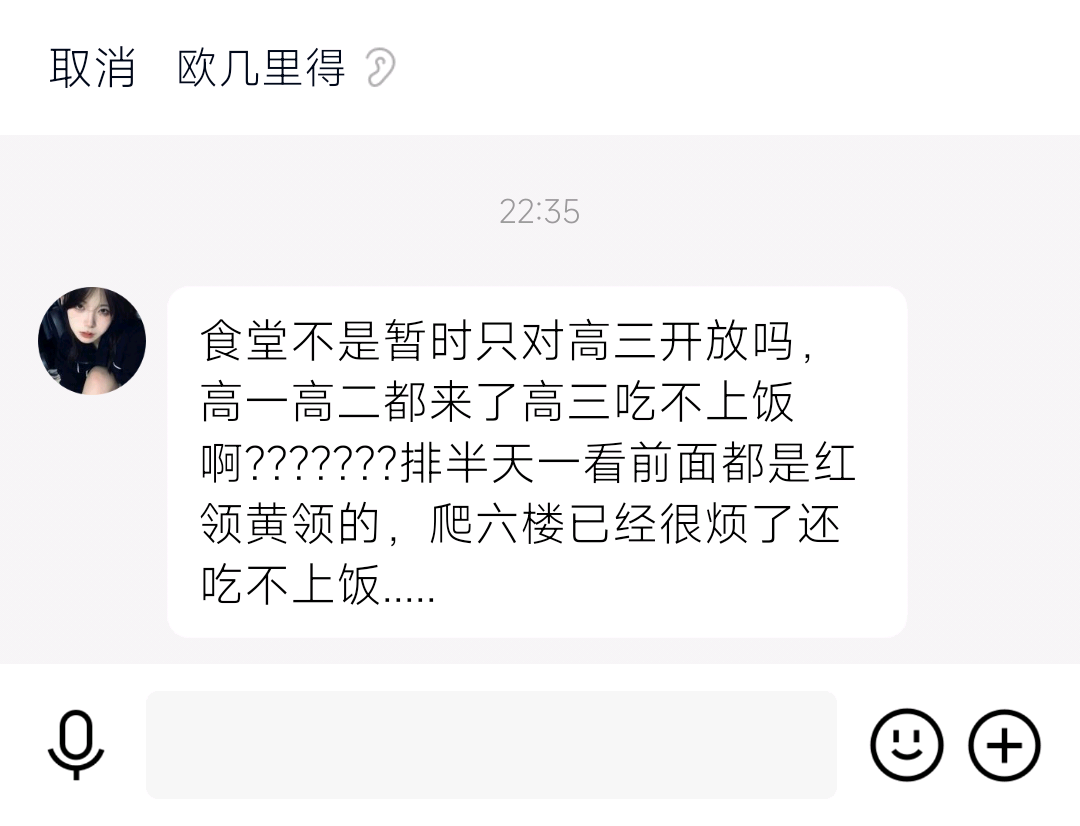 取消 欧几里得
22:35
食堂不是暂时只对高三开放吗，
高一高二都来了高三吃不上饭
啊???????排半天一看前面都是红
领黄领的，爬六楼已经很烦了还
吃不上饭.....